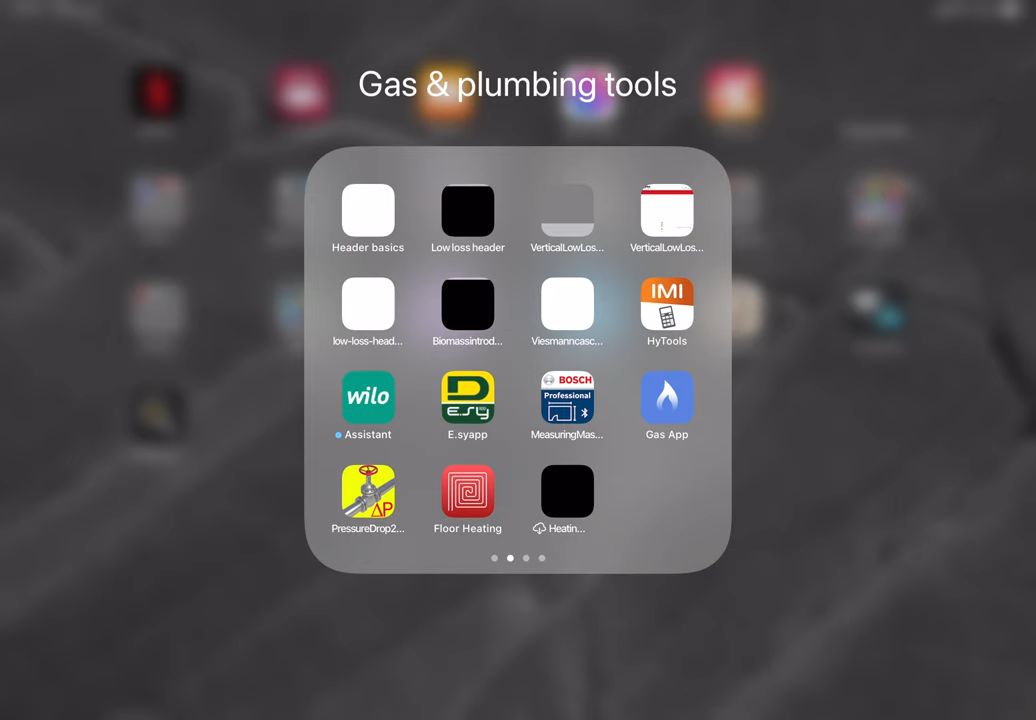 Gas & plumbing tools
Header basics
Low loss header
VerticalLowLos...
VerticalLowLos...
IMI
low-loss-head...
Biomassintrod...
Viesmanncasc...
HyTools
wilo
D
E.sy
BOSCH
Professional
Assistant
E.syapp
MeasuringMas...
Gas App
ΔP
PressureDrop2...
Floor Heating
Heatin...